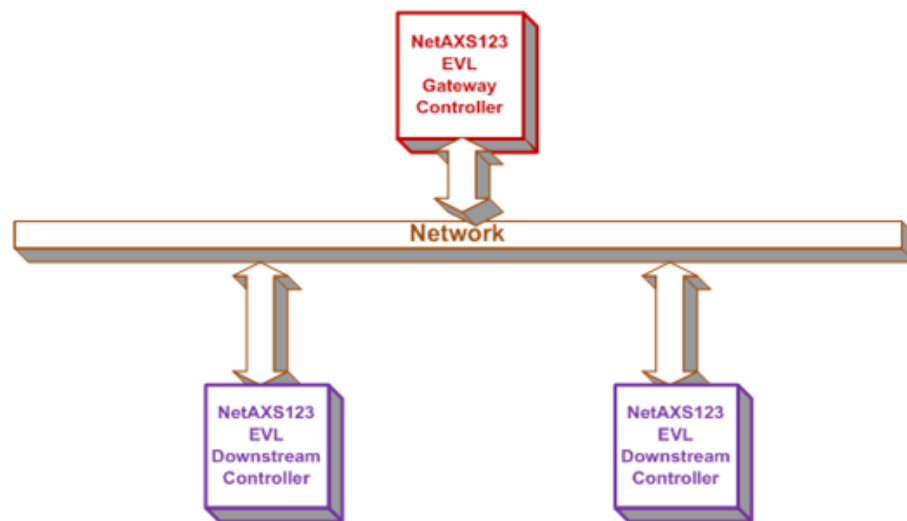 NetAXS123
EVL
Gateway
Controller
Network
NetAXS123
EVL
Downstream
Controller
NetAXS123
EVL
Downstream
Controller